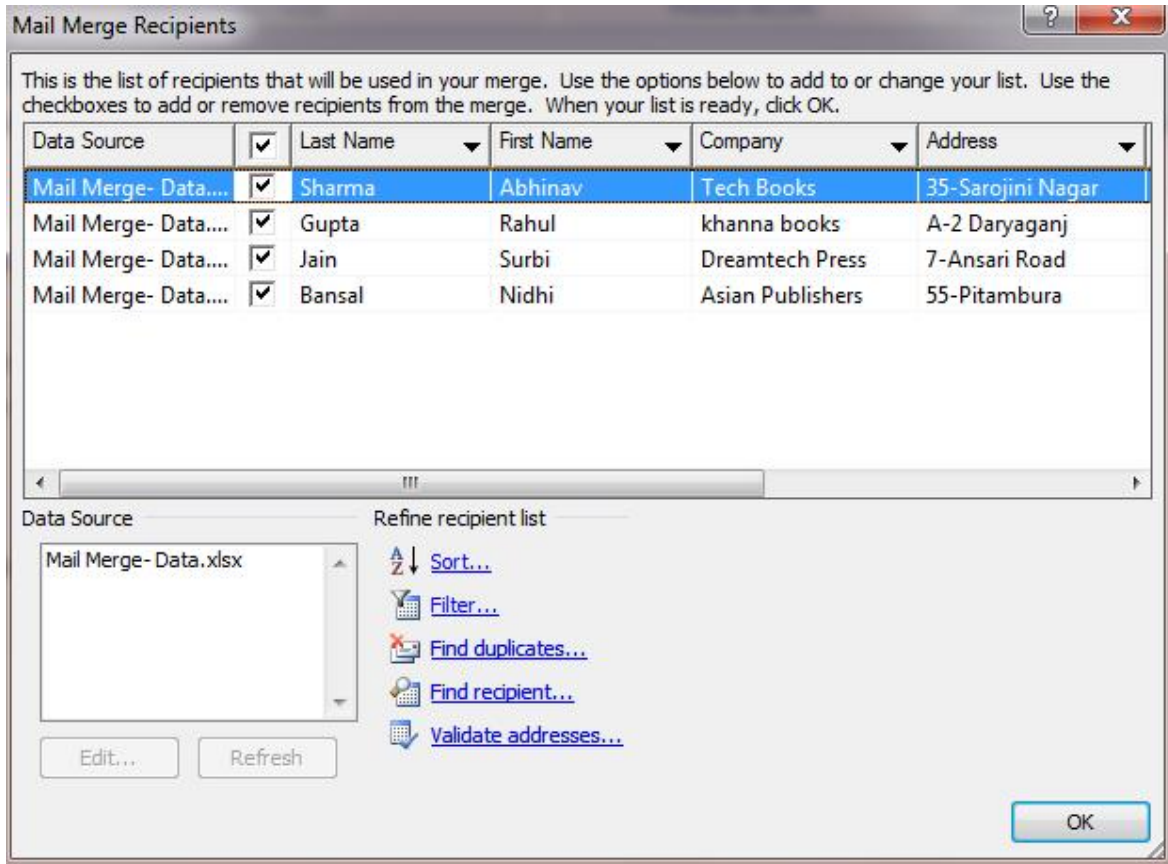 Mail Merge Recipients
This is the list of recipients that will be used in your merge. Use the options below to add to or change your list. Use the
checkboxes to add or remove recipients from the merge. When your list is ready, click OK.
Data Source Last Name First Name Company Address
Mail Merge- Data.... Sharma Abhinav Tech Books 35-Sarojini Nagar
Mail Merge- Data.... Gupta Rahul khanna books A-2 Daryaganj
Mail Merge- Data.... Jain Surbi Dreamtech Press 7-Ansari Road
Mail Merge- Data.... Bansal Nidhi Asian Publishers 55-Pitambura
Data Source Refine recipient list
Mail Merge- Data.xlsx
Sort...
Filter...
Find duplicates...
Find recipient...
Validate addresses...
Edit... Refresh
OK